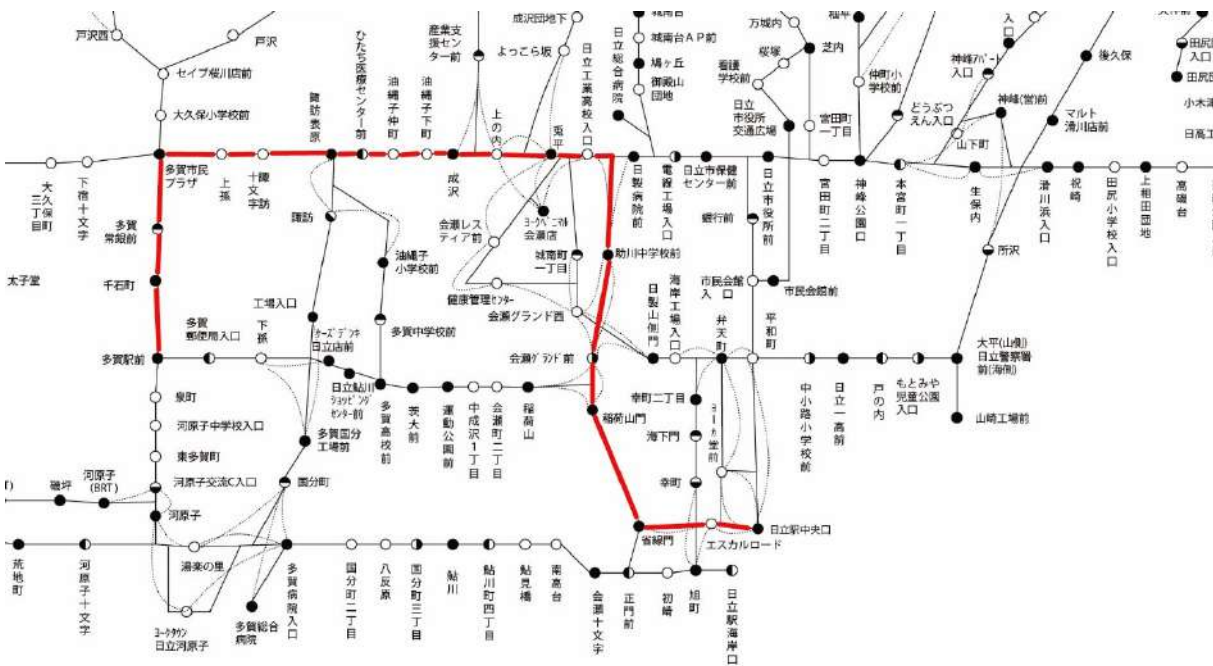 戸沢西
戸沢
セイブ桜川店前
大久保小学校前
諏訪表原
ひたち医療センター前
油縄子仲町
油縄子下町
産業支
援セン
ター前
成沢団地下
よっこら坂
上の内
日立工業高校入口
兎平
日立総合病院
城南台AP前
鳩ヶ丘
御殿山
団地
万城内
桜塚
芝内
看護
学校前
日立
市役所
交通広場
宮田町
一丁目
仲町小
学校前
どうぶつ
えん入口
神峰アパート
入口
神峰(営)前
山下町
後久保
マルト
滑川店前
田尻
入口
田尻団
小木津
日高工
大久保町
三丁目
下宿十文字
多賀市民
プラザ
上孫
諏訪
十文字
成沢
日製病院前
電線工場入口
日立市保健
センター前
日立市役所前
宮田町二丁目
神峰公園口
本宮町一丁目
生保内
滑川浜入口
祝崎
田尻小学校入口
上相田団地
高磯台
多賀
常銀前
諏訪
会瀬レス
ティア前
ヨークベニマル
会瀬店
城南町
一丁目
助川中学校前
銀行前
所沢
太子堂
千石町
油縄子
小学校前
健康管理センター
会瀬グランド西
日製山側門
海岸工場入口
市民会館
入口
市民会館前
弁天町
平和町
工場入口
多賀中学校前
多賀
郵便局入口
下孫
ケーズデンキ
日立店前
多賀駅前
会瀬グランド前
大平(山側)
日立警察署
前(海側)
日立鮎川
ショッピング
センター前
多賀高校前
茨大前
運動公園前
中成沢1丁目
会瀬町二丁目
稲荷山
稲荷山門
幸町二丁目
ヨーカ堂前
中小路小学校前
日立一高前
戸の内
もとみや
児童公園
入口
山崎工場前
泉町
河原子中学校入口
東多賀町
多賀国分
工場前
海下門
河原子交流C入口
国分町
幸町
磯坪
河原子
(BRT)
河原子
省線門
エスカルロード
日立駅中央口
荒地町
河原子十文字
湯楽の里
多賀病院入口
国分町二丁目
八反原
国分町三丁目
鮎川
鮎川町四丁目
鮎見橋
南高台
会瀬十文字
正門前
初崎
旭町
日立駅海岸口
ヨークタウン
日立河原子
多賀総合
病院